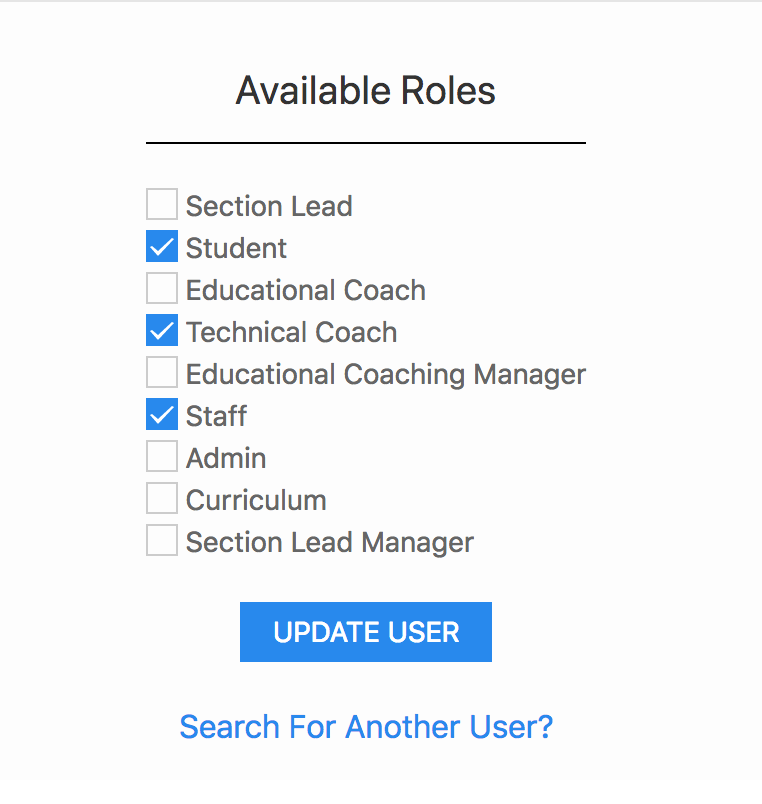 Available Roles
Section Lead
Student
Educational Coach
Technical Coach
Educational Coaching Manager
Staff
Admin
Curriculum
Section Lead Manager
UPDATE USER
Search For Another User?